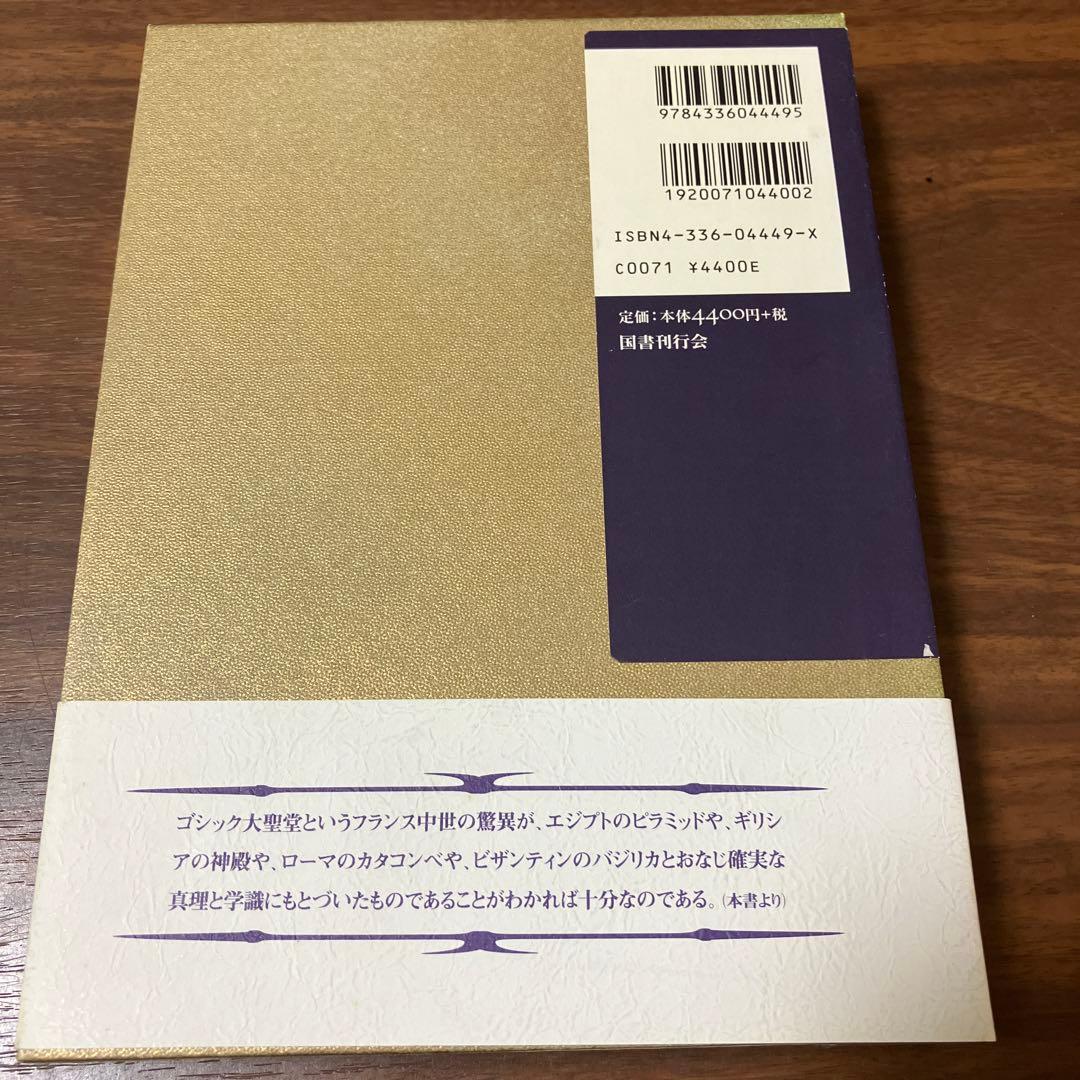 9784336044495
1920071044002
ISBN4-336-04449-X
C0071 ¥4400E
定価：本体4400円+税
国書刊行会
ゴシック大聖堂というフランス中世の驚異が、エジプトのピラミッドや、ギリシ
アの神殿や、ローマのカタコンベや、ビザンティンのバジリカとおなじ確実な
真理と学識にもとづいたものであることがわかれば十分なのである。（本書より）